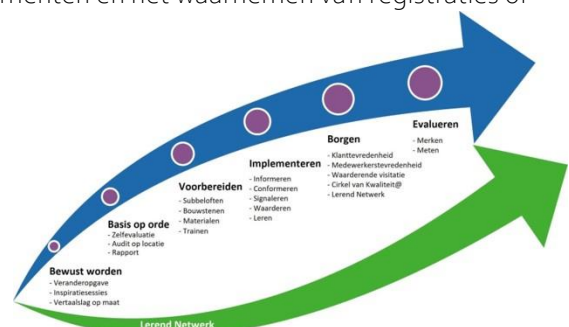 menten en het waarnemen van registraties of
Bewust worden
- Veranderopgave
- Inspiratiesessies
- Vertaalslag op maat
Basis op orde
- Zelfevaluatie
- Audit op locatie
- Rapport
Voorbereiden
- Subbeloften
- Bouwstenen
- Materialen
- Trainen
Implementeren
- Informeren
- Conformeren
- Signaleren
- Waarderen
- Leren
Borgen
- Klanttevredenheid
- Medewerkerstevredenheid
- Waarderende visitatie
- Cirkel van Kwaliteit@
- Lerend Netwerk
Evalueren
- Merken
- Meten
Lerend Netwerk